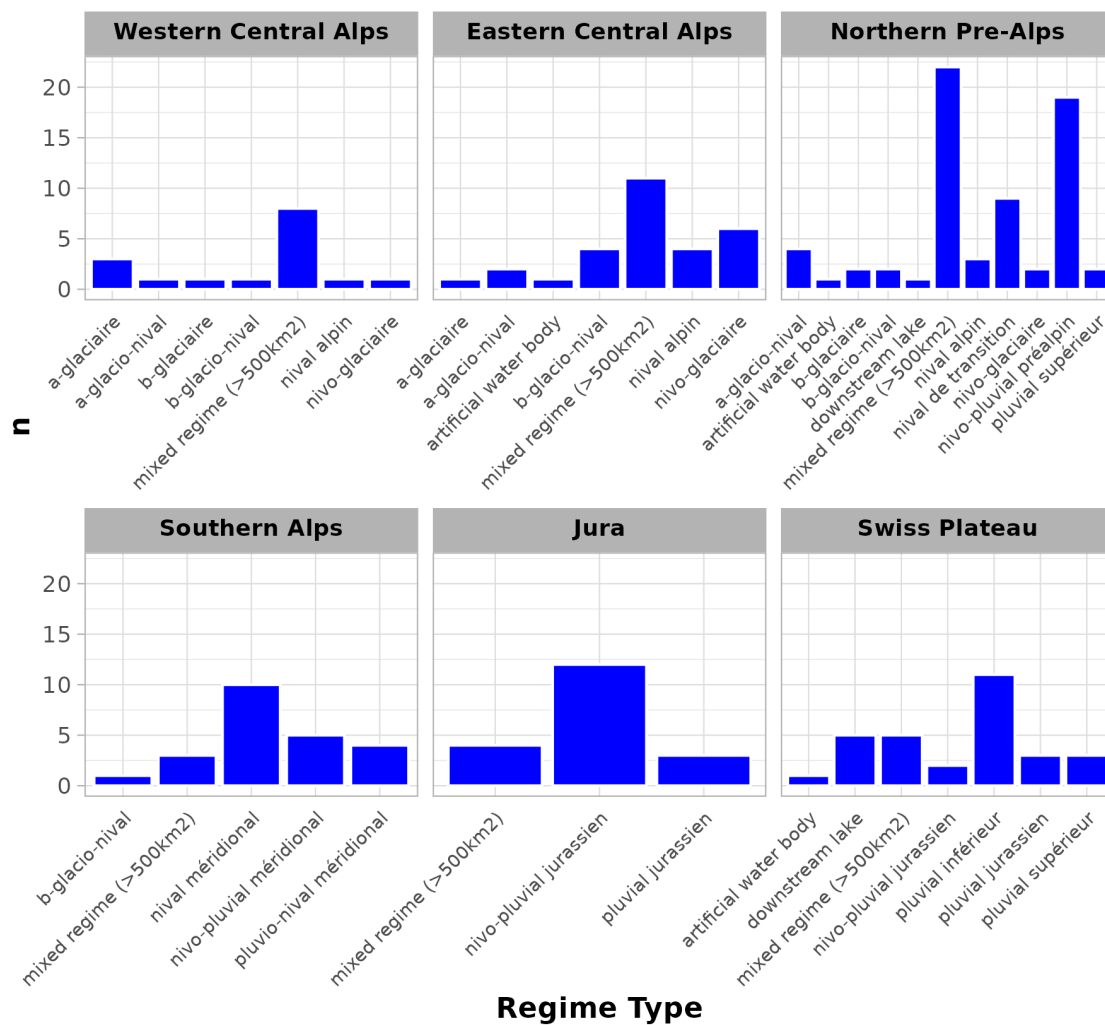 Western Central Alps
Eastern Central Alps
Northern Pre-Alps
20
15
10
5
0
a-glaciaire
a-glacio-nival
b-glaciaire
b-glacio-nival
mixed regime (>500km2)
nival alpin
nivo-glaciaire
a-glaciaire
a-glacio-nival
artificial water body
b-glacio-nival
mixed regime (>500km2)
nival alpin
nivo-glaciaire
a-glacio-nival
artificial water body
b-glaciaire
b-glacio-nival
downstream lake
mixed regime (>500km2)
nival alpin
nival de transition
nivo-glaciaire
nivo-pluvial préalpin
pluvial supérieur
n
Southern Alps
Jura
Swiss Plateau
20
15
10
5
0
b-glacio-nival
mixed regime (>500km2)
nival méridional
nivo-pluvial méridional
pluvio-nival méridional
mixed regime (>500km2)
nivo-pluvial jurassien
pluvial jurassien
artificial water body
downstream lake
mixed regime (>500km2)
nivo-pluvial jurassien
pluvial inférieur
pluvial jurassien
pluvial supérieur
Regime Type